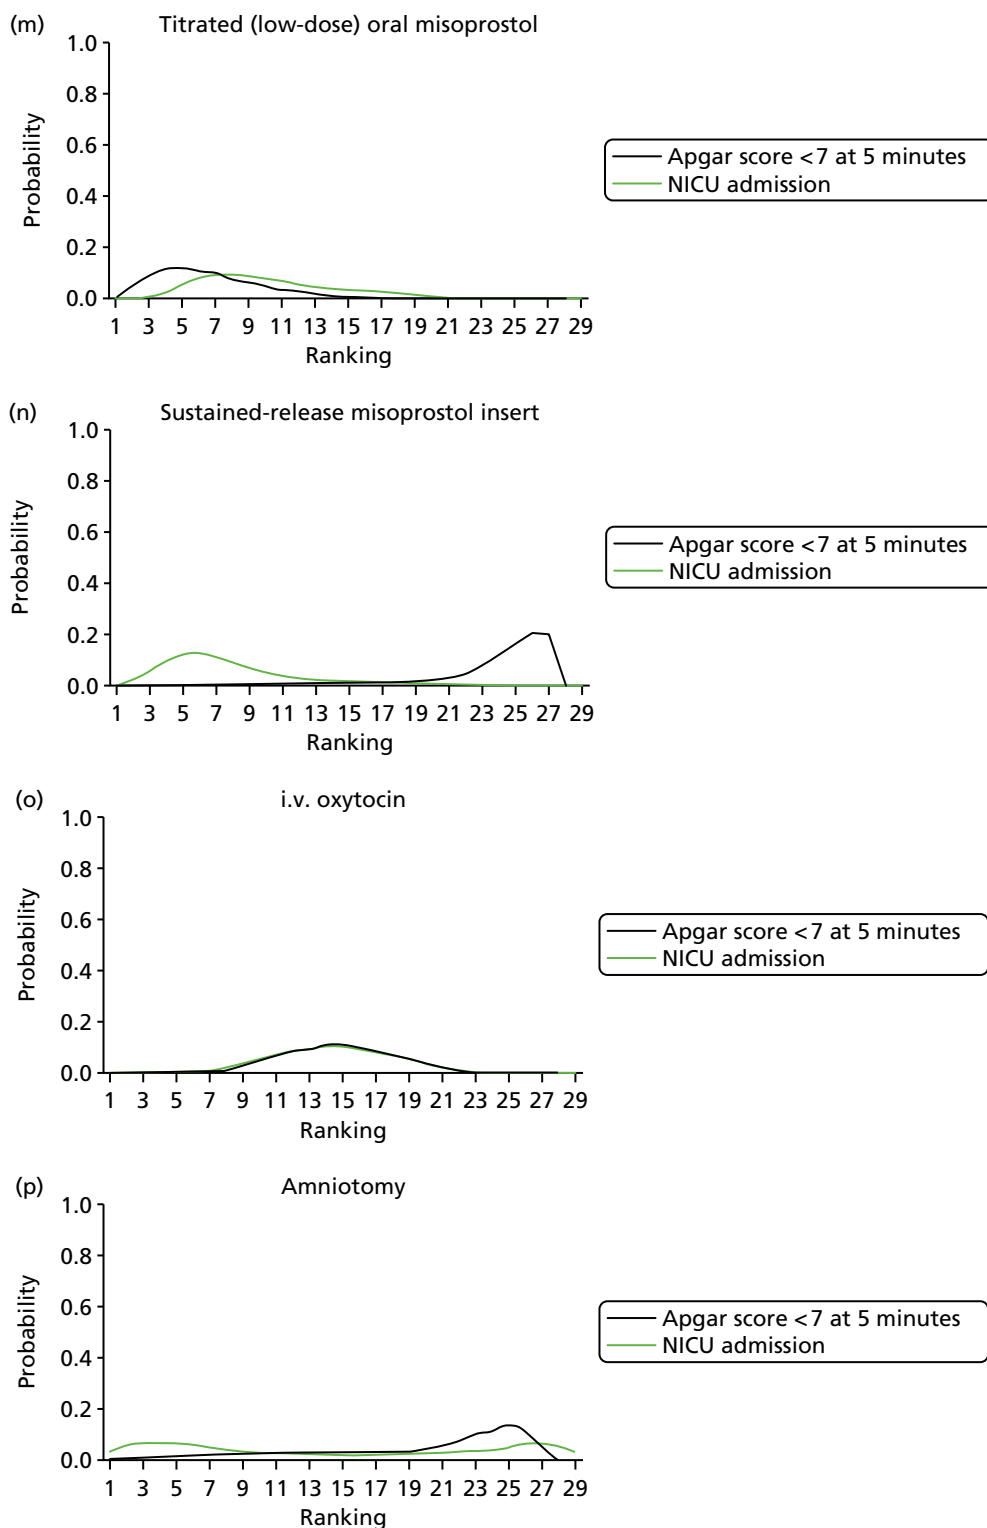 (m)
Titrated (low-dose) oral misoprostol
1.0
0.8
0.6
0.4
0.2
0.0
Probability
1 3 5 7 9 11 13 15 17 19 21 23 25 27 29
Ranking
Apgar score <7 at 5 minutes
NICU admission
(n)
Sustained-release misoprostol insert
1.0
0.8
0.6
0.4
0.2
0.0
Probability
1 3 5 7 9 11 13 15 17 19 21 23 25 27 29
Ranking
Apgar score <7 at 5 minutes
NICU admission
(o)
i.v. oxytocin
1.0
0.8
0.6
0.4
0.2
0.0
Probability
1 3 5 7 9 11 13 15 17 19 21 23 25 27 29
Ranking
Apgar score <7 at 5 minutes
NICU admission
(p)
Amniotomy
1.0
0.8
0.6
0.4
0.2
0.0
Probability
1 3 5 7 9 11 13 15 17 19 21 23 25 27 29
Ranking
Apgar score <7 at 5 minutes
NICU admission